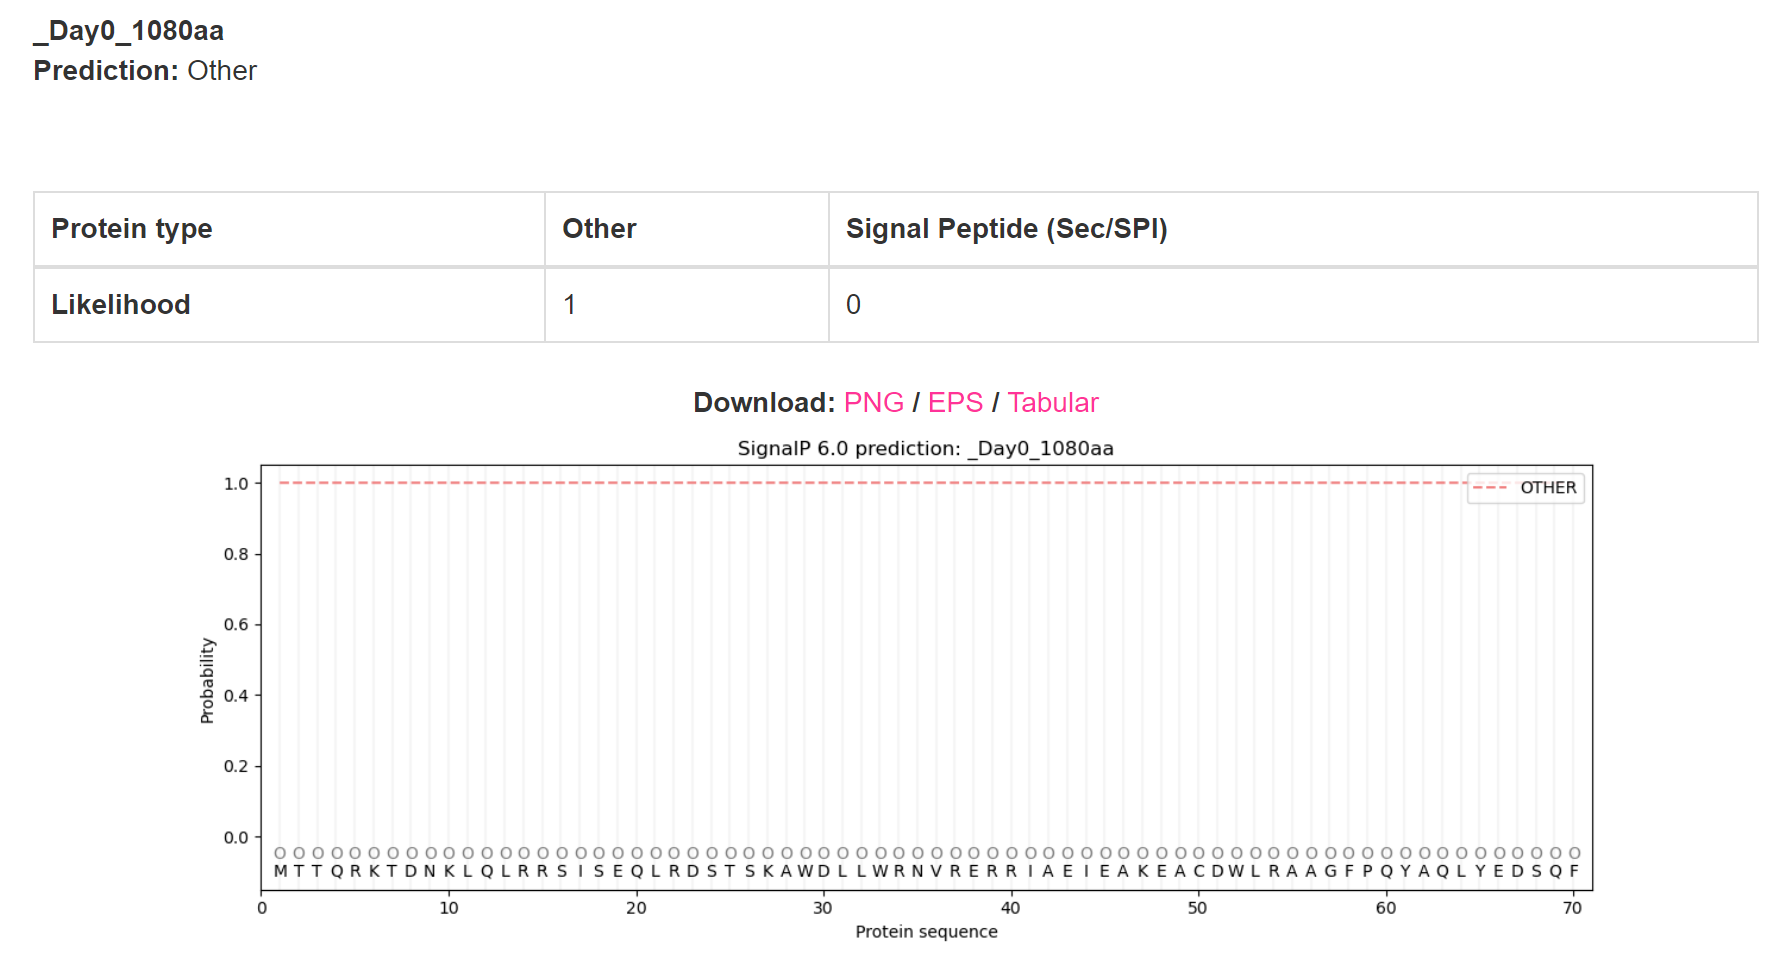 _Day0_1080aa
Prediction: Other
Protein type Other Signal Peptide (Sec/SPI)
Likelihood 1 0
Download: PNG / EPS / Tabular
SignalP 6.0 prediction: _Day0_1080aa
OTHER
1.0
0.8
0.6
0.4
0.2
0.0
Probability
O O O O O O O O O O O O O O O O O O O O O O O O O O O O O O O O O O O O O O O O O O O O O O O O O O O O O O O O O O O O O O O O O O O O O O
M T T Q R K T D N K L Q L R R S I S E Q L R D S T S K A W D L L W R N V R E R R I A E I E A K E A C D W L R A A G F P Q Y A Q L Y E D S Q F
0 10 20 30 40 50 60 70
Protein sequence